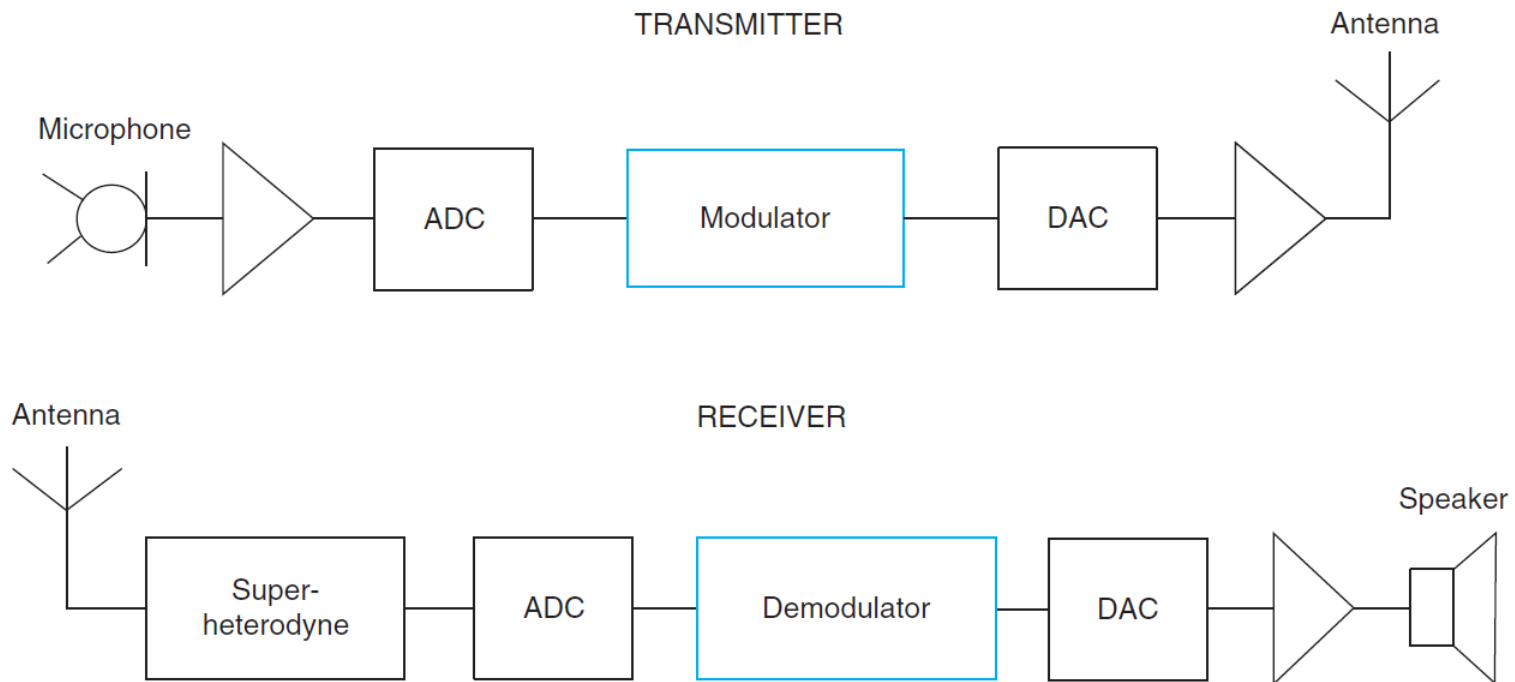 TRANSMITTER
Antenna
Microphone
ADC
Modulator
DAC
RECEIVER
Antenna
Speaker
Super-
heterodyne
ADC
Demodulator
DAC